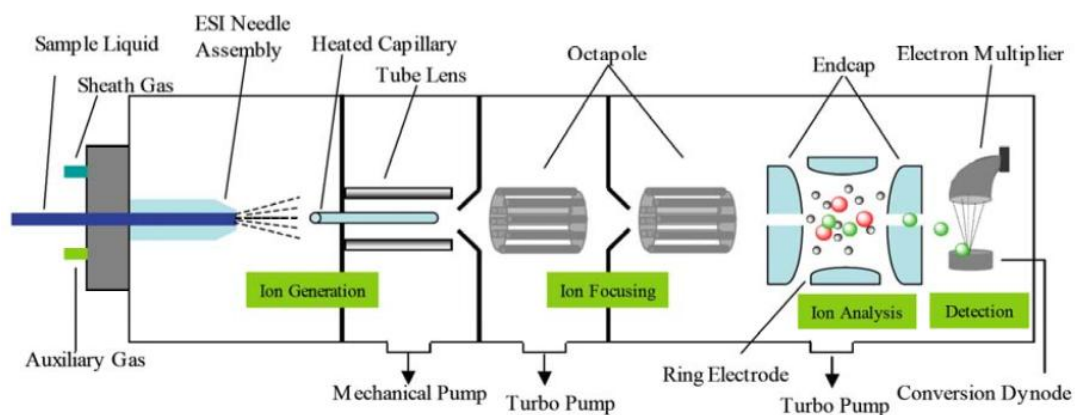 Sample Liquid
Sheath Gas
ESI Needle
Assembly
Heated Capillary
Tube Lens
Octapole
Endcap
Electron Multiplier
Ion Generation
Ion Focusing
Ion Analysis
Detection
Auxiliary Gas
Mechanical Pump
Turbo Pump
Ring Electrode
Turbo Pump
Conversion Dynode